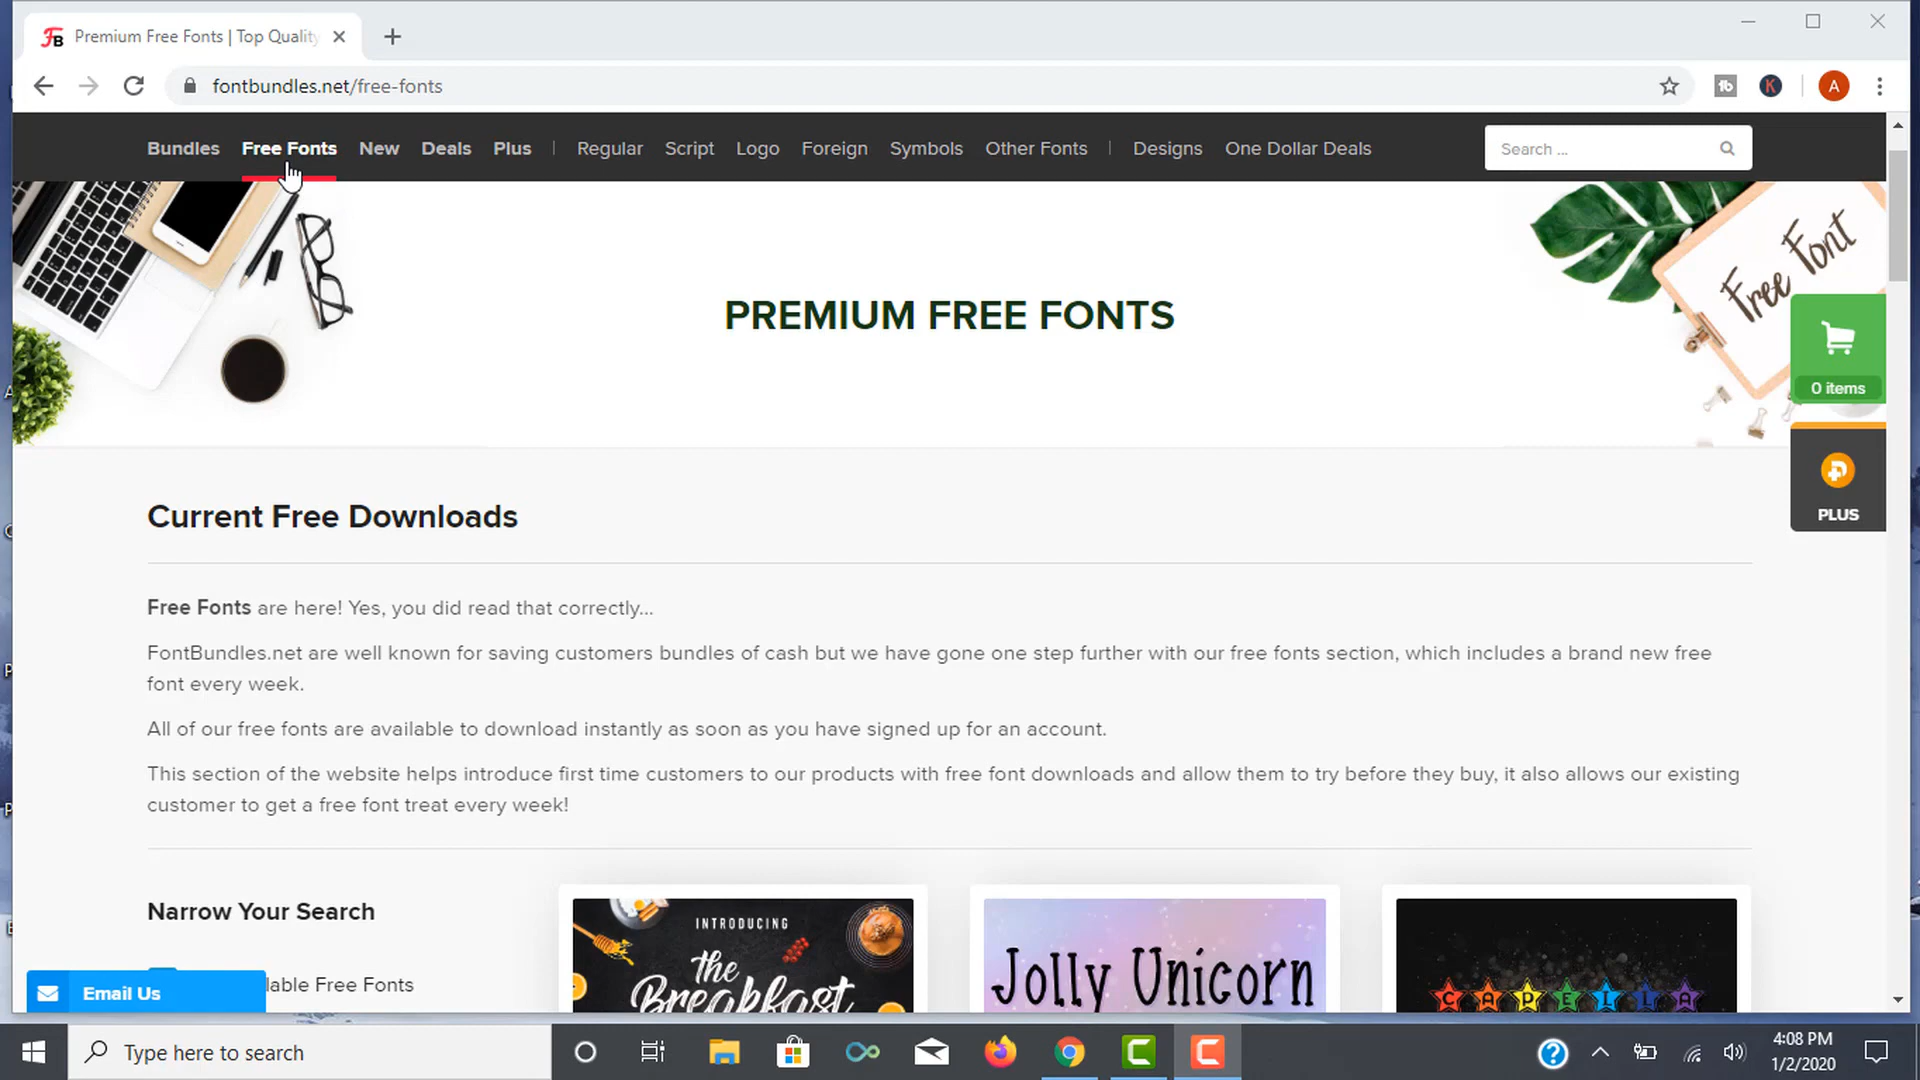 Premium Free Fonts | Top Quality
fontbundles.net/free-fonts
A
Bundles Free Fonts New Deals Plus | Regular Script Logo Foreign Symbols Other Fonts | Designs One Dollar Deals Search ...
PREMIUM FREE FONTS
Free Font
0 items
PLUS
Current Free Downloads
Free Fonts are here! Yes, you did read that correctly...
FontBundles.net are well known for saving customers bundles of cash but we have gone one step further with our free fonts section, which includes a brand new free
font every week.
All of our free fonts are available to download instantly as soon as you have signed up for an account.
This section of the website helps introduce first time customers to our products with free font downloads and allow them to try before they buy, it also allows our existing
customer to get a free font treat every week!
Narrow Your Search
lable Free Fonts
Email Us
INTRODUCING
the
Breakfast
Jolly Unicorn
CAPELLA
Type here to search
4:08 PM
1/2/2020